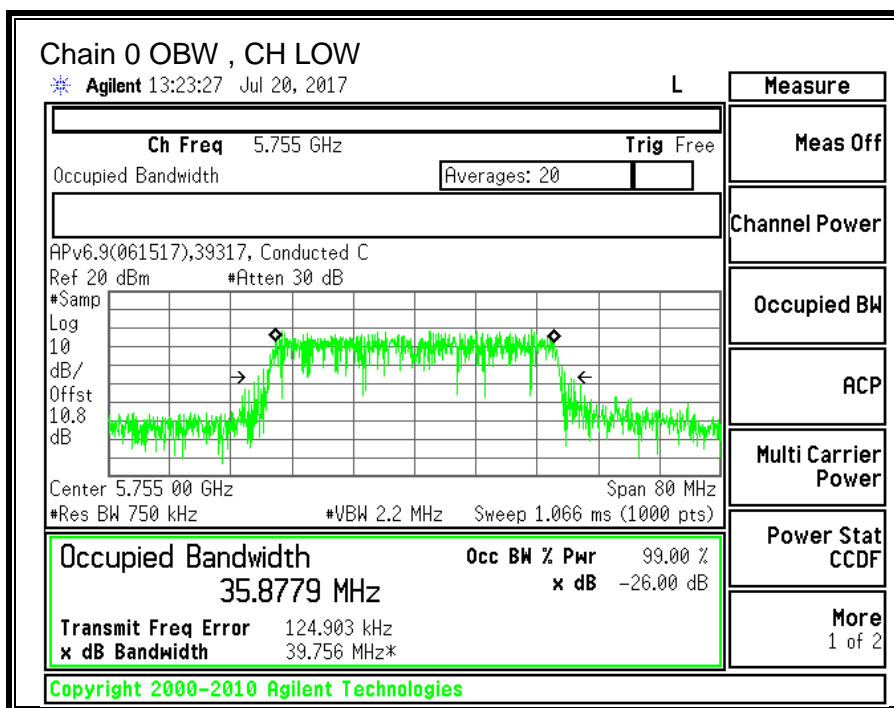 Chain 0 OBW , CH LOW
Agilent 13:23:27 Jul 20, 2017 L
Measure
Ch Freq 5.755 GHz Trig Free
Meas Off
Occupied Bandwidth Averages: 20
Channel Power
APv6.9(061517),39317, Conducted C
Ref 20 dBm #Atten 30 dB
#Samp
Log
10
dB/
Offst
10.8
dB
Occupied BW
ACP
Multi Carrier
Power
Center 5.755 00 GHz Span 80 MHz
#Res BW 750 kHz #VBW 2.2 MHz Sweep 1.066 ms (1000 pts)
Power Stat
CCDF
Occupied Bandwidth Occ BW % Pwr 99.00 %
35.8779 MHz x dB -26.00 dB
Transmit Freq Error 124.903 kHz
x dB Bandwidth 39.756 MHz*
More
1 of 2
Copyright 2000-2010 Agilent Technologies